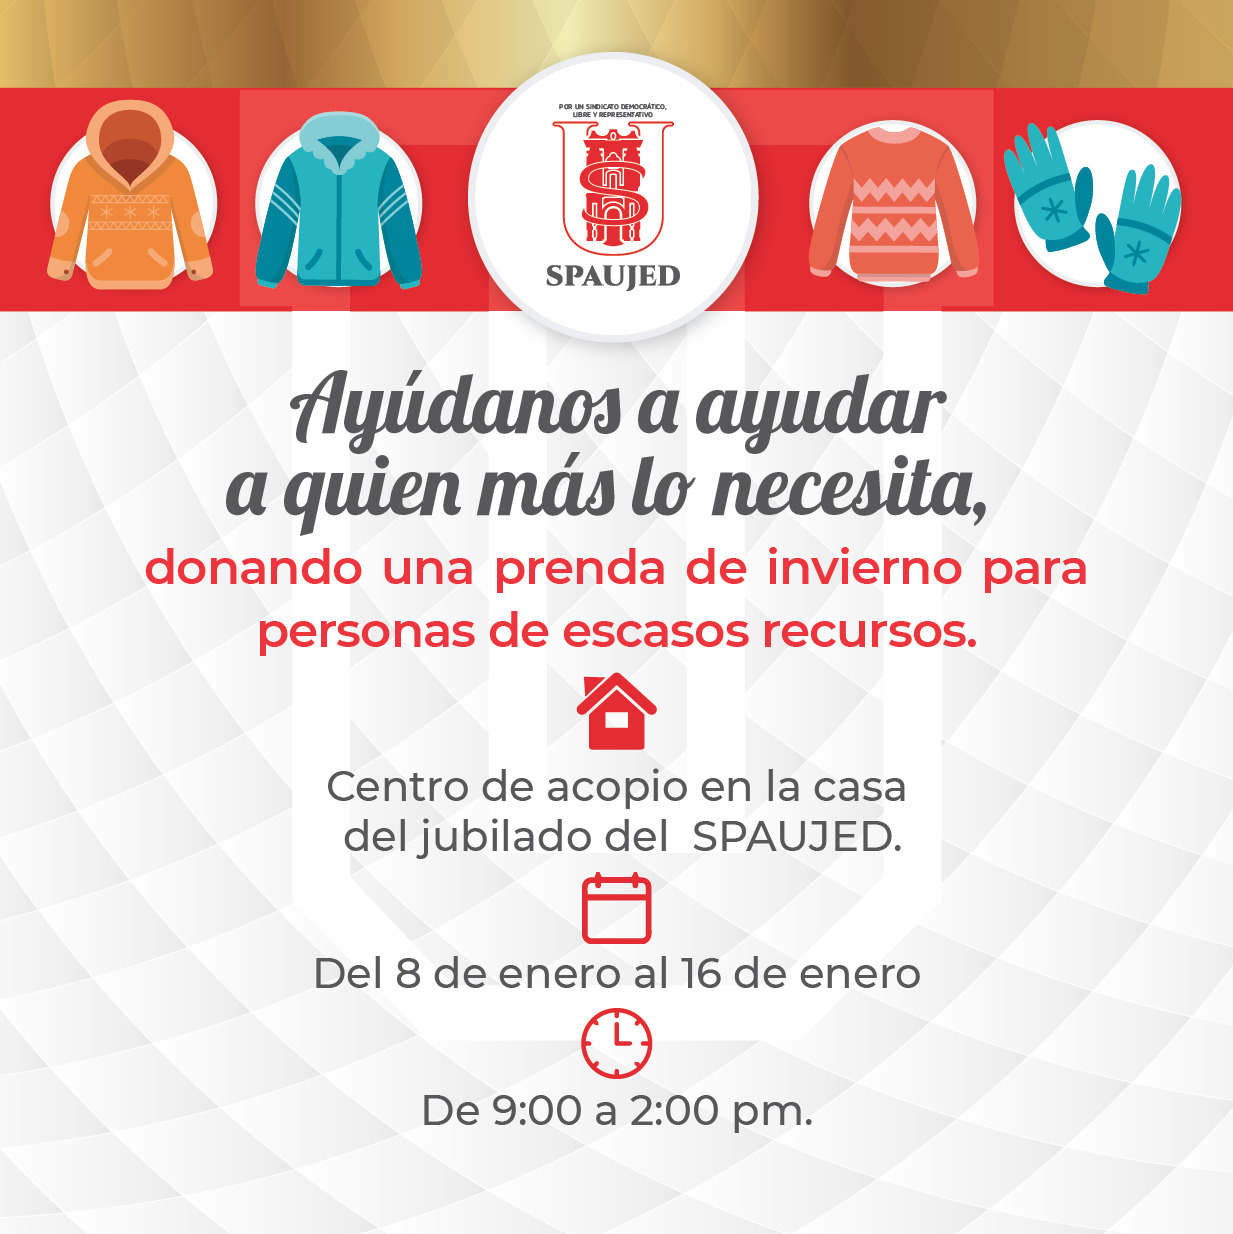 POR UN SINDICATO DEMOCRÁTICO,
LIBRE Y REPRESENTATIVO
SPAUJED
Ayúdanos a ayudar
a quien más lo necesita,
donando una prenda de invierno para
personas de escasos recursos.
Centro de acopio en la casa
del jubilado del SPAUJED.
Del 8 de enero al 16 de enero
De 9:00 a 2:00 pm.